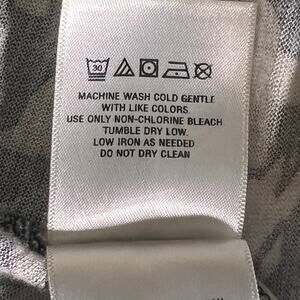 30
MACHINE WASH COLD GENTLE
WITH LIKE COLORS
USE ONLY NON-CHLORINE BLEACH
TUMBLE DRY LOW
LOW IRON AS NEEDED
DO NOT DRY CLEAN